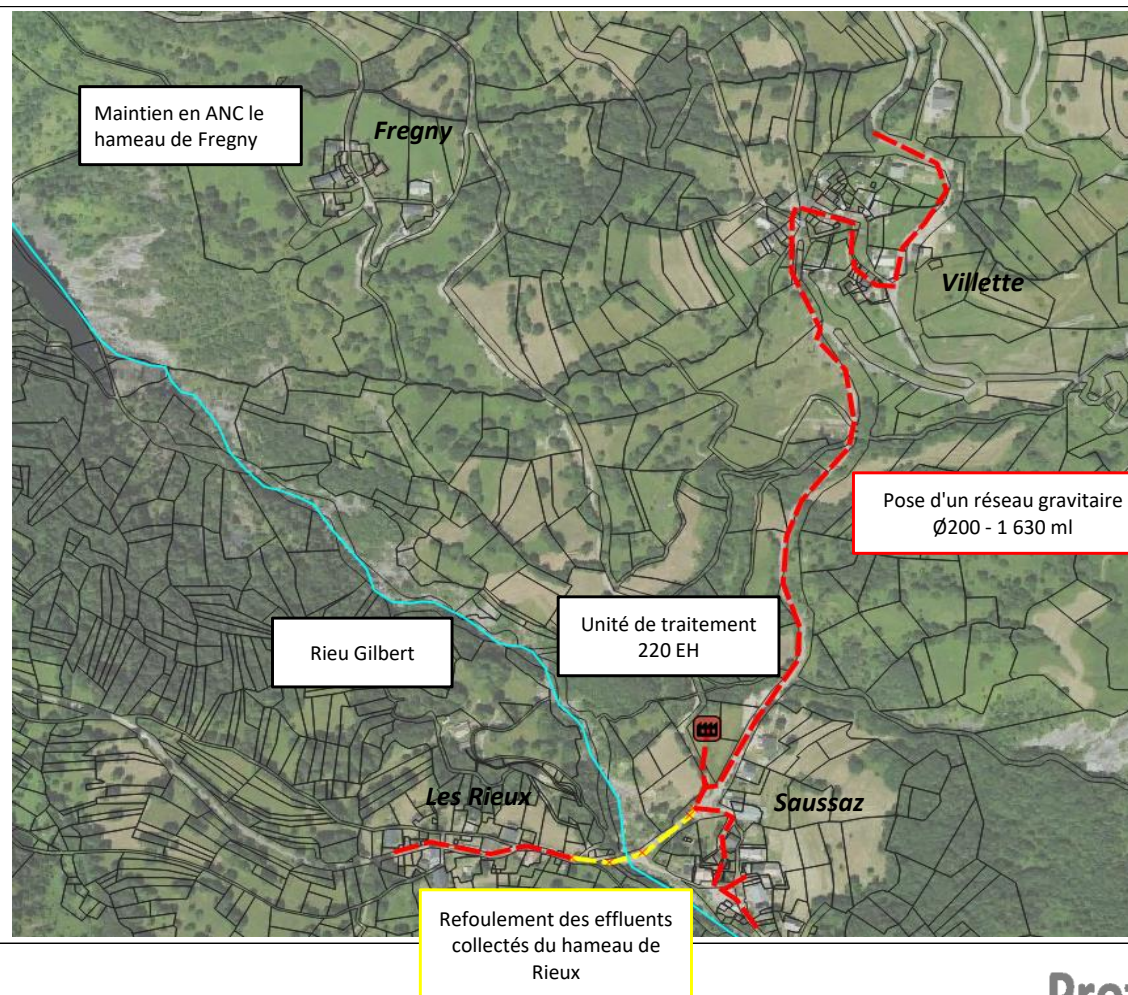 Maintien en ANC le
hameau de Fregny
Fregny
Villette
Pose d'un réseau gravitaire
Ø200 - 1 630 ml
Unité de traitement
220 EH
Rieu Gilbert
Les Rieux
Saussaz
Refoulement des effluents
collectés du hameau de
Rieux